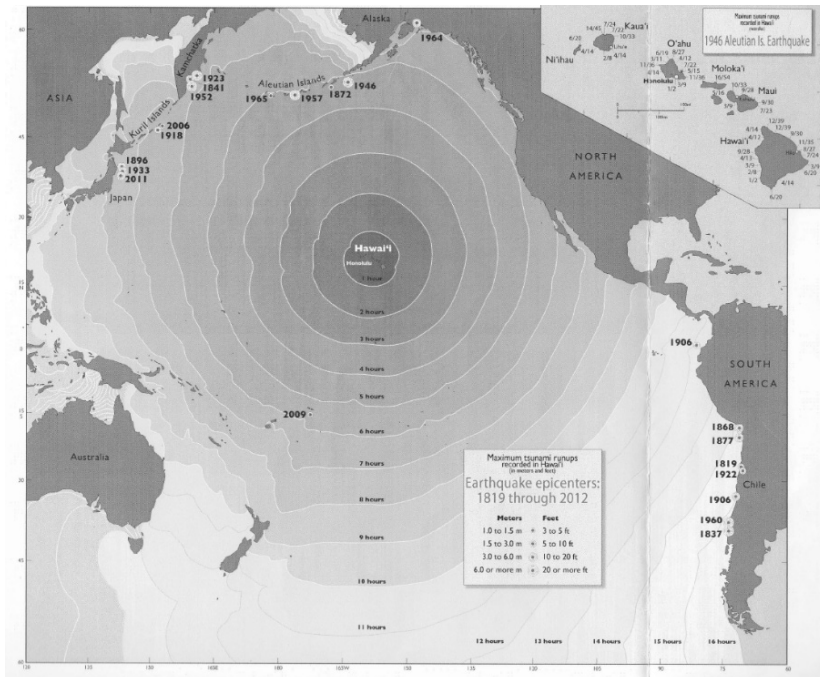 Alaska
1964
Kamchatka
1923
1841
1952
Aleutian Islands
1946
1965
1957
1872
ASIA
Kuril Islands
2006
1918
1896
1933
2011
Japan
NORTH
AMERICA
Maximum tsunami runups
recorded in Hawai'i
1946 Aleutian Is. Earthquake
Kaua'i
Ni'ihau
O'ahu
Honolulu
Moloka'i
Maui
Hawai'i
Hawai'i
Honolulu
1 hour
2 hours
3 hours
4 hours
5 hours
6 hours
7 hours
8 hours
9 hours
10 hours
11 hours
12 hours
13 hours
14 hours
15 hours
16 hours
2009
Australia
1906
SOUTH
AMERICA
1868
1877
1819
1922
Chile
1906
1960
1837
Maximum tsunami runups
recorded in Hawai'i
(in meters and feet)
Earthquake epicenters:
1819 through 2012
Meters Feet
1.0 to 1.5 m 3 to 5 ft
1.5 to 3.0 m 5 to 10 ft
3.0 to 6.0 m 10 to 20 ft
6.0 or more m 20 or more ft